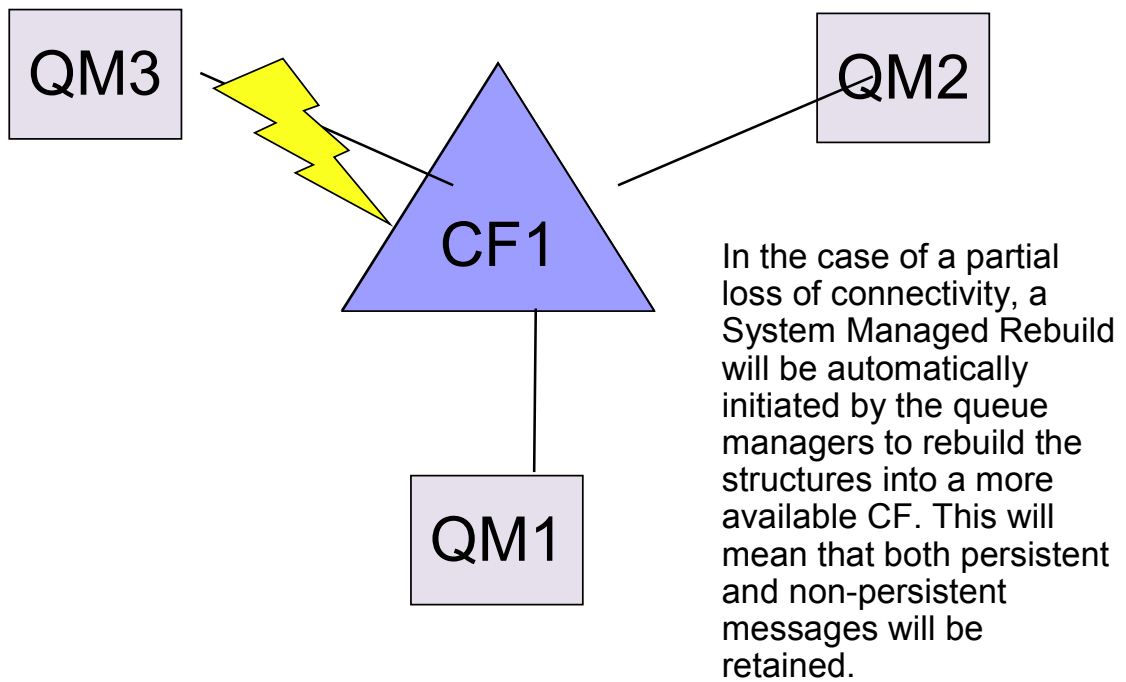 QM3
QM2
CF1
QM1
In the case of a partial
loss of connectivity, a
System Managed Rebuild
will be automatically
initiated by the queue
managers to rebuild the
structures into a more
available CF. This will
mean that both persistent
and non-persistent
messages will be
retained.